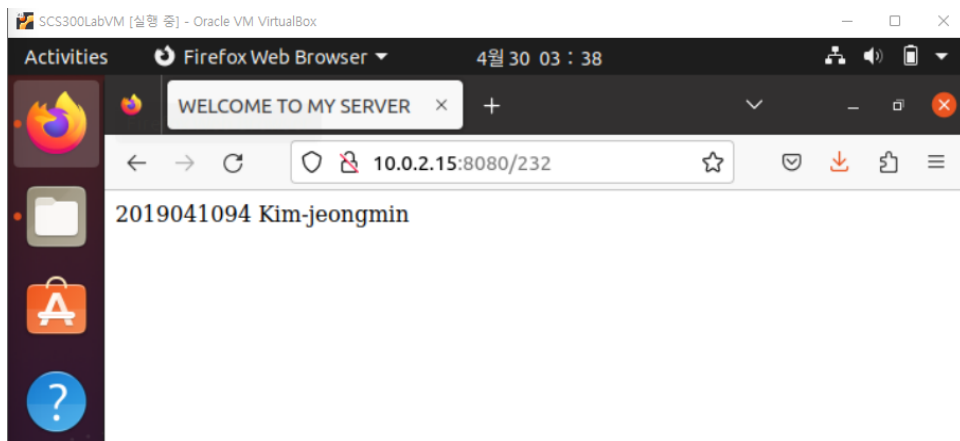 SCS300LabVM [실행 중] - Oracle VM VirtualBox
Activities Firefox Web Browser 4월 30 03 : 38
WELCOME TO MY SERVER
10.0.2.15:8080/232
2019041094 Kim-jeongmin